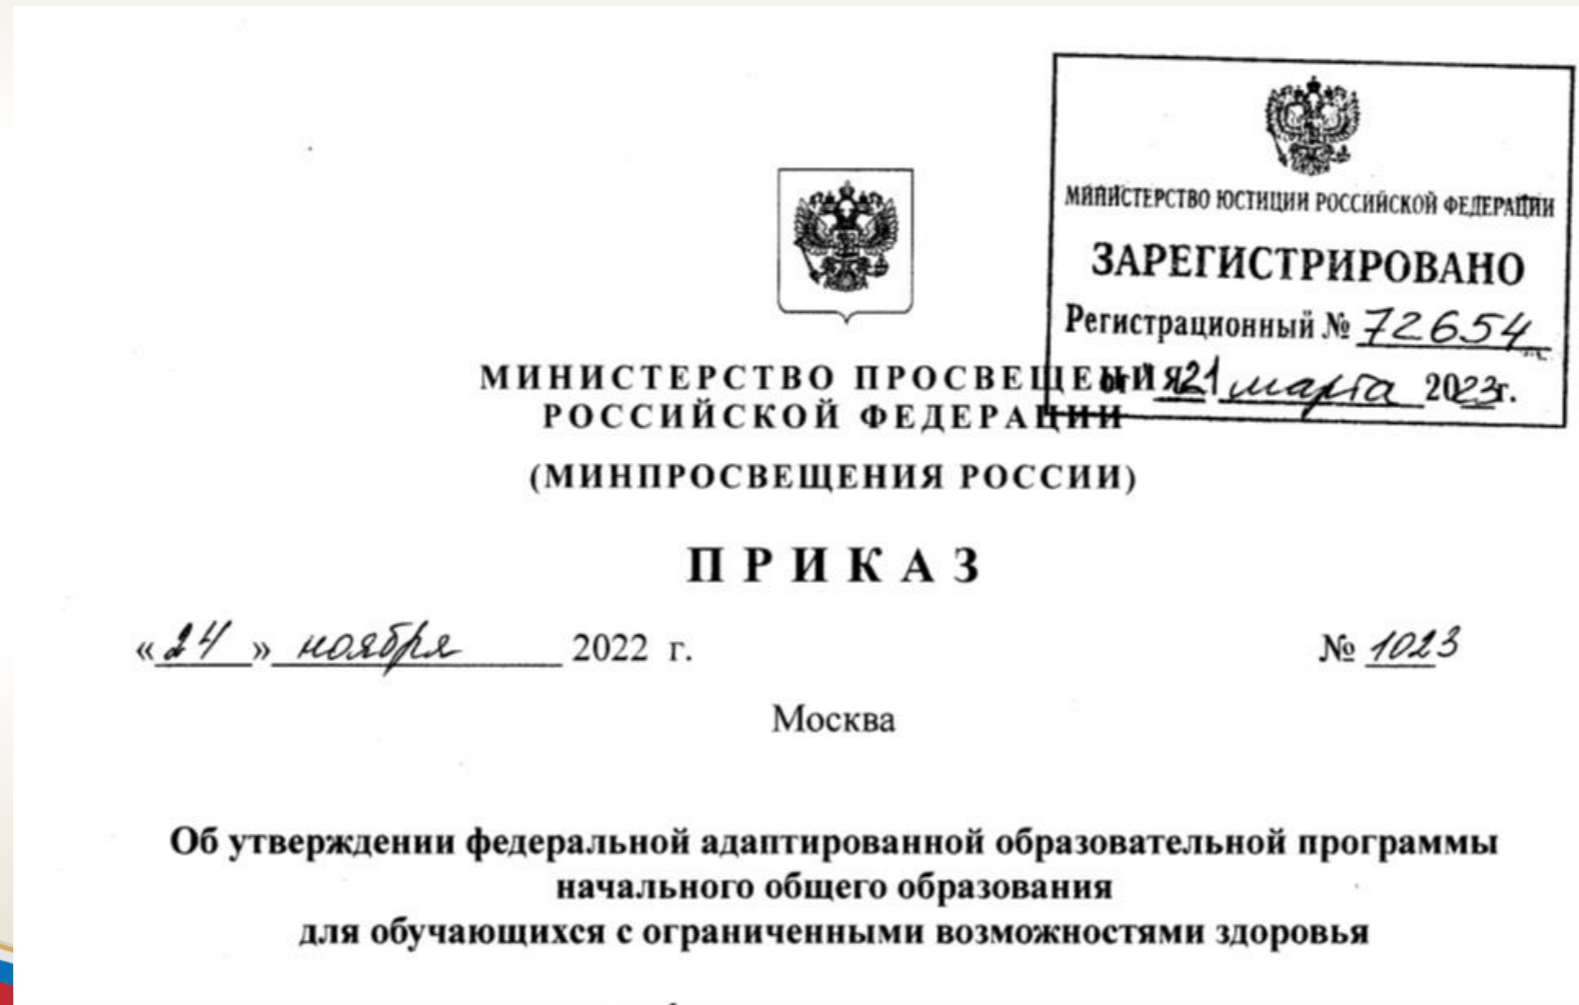 МИНИСТЕРСТВО ЮСТИЦИИ РОССИЙСКОЙ ФЕДЕРАЦИИ
ЗАРЕГИСТРИРОВАНО
Регистрационный № 72654
от "21" марта 2023г.
МИНИСТЕРСТВО ПРОСВЕЩЕНИЯ
РОССИЙСКОЙ ФЕДЕРАЦИИ
(МИНПРОСВЕЩЕНИЯ РОССИИ)
ПРИКАЗ
«24» ноября 2022 г. № 1023
Москва
Об утверждении федеральной адаптированной образовательной программы
начального общего образования
для обучающихся с ограниченными возможностями здоровья